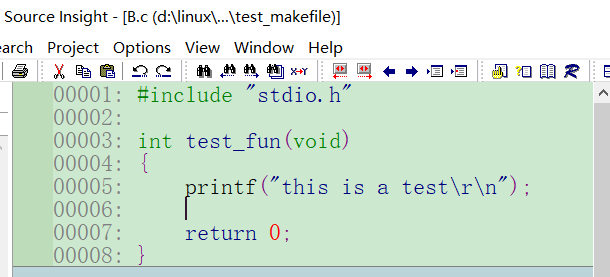 Source Insight - [B.c (d:\linux\...\test_makefile)]
earch Project Options View Window Help
00001: #include "stdio.h"
00002:
00003: int test_fun(void)
00004: {
00005: printf("this is a test\r\n");
00006:
00007: return 0;
00008: }